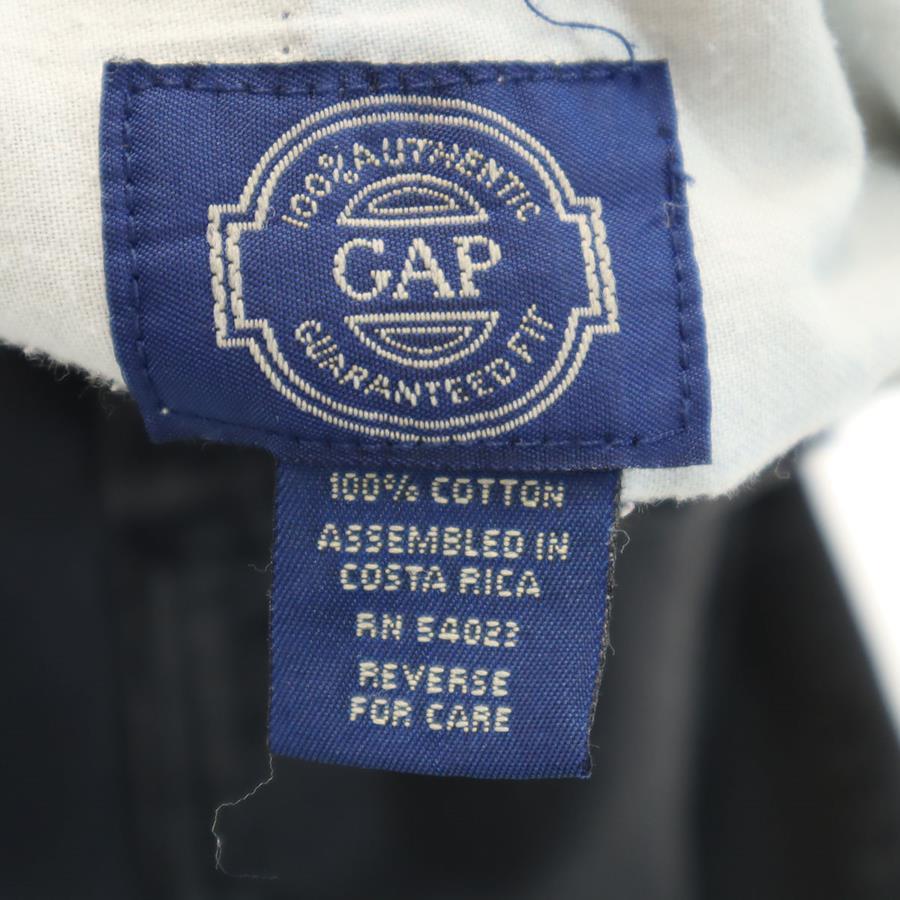 100% AUTHENTIC
GAP
GUARANTEED FIT
100% COTTON
ASSEMBLED IN
COSTA RICA
RN 54023
REVERSE
FOR CARE